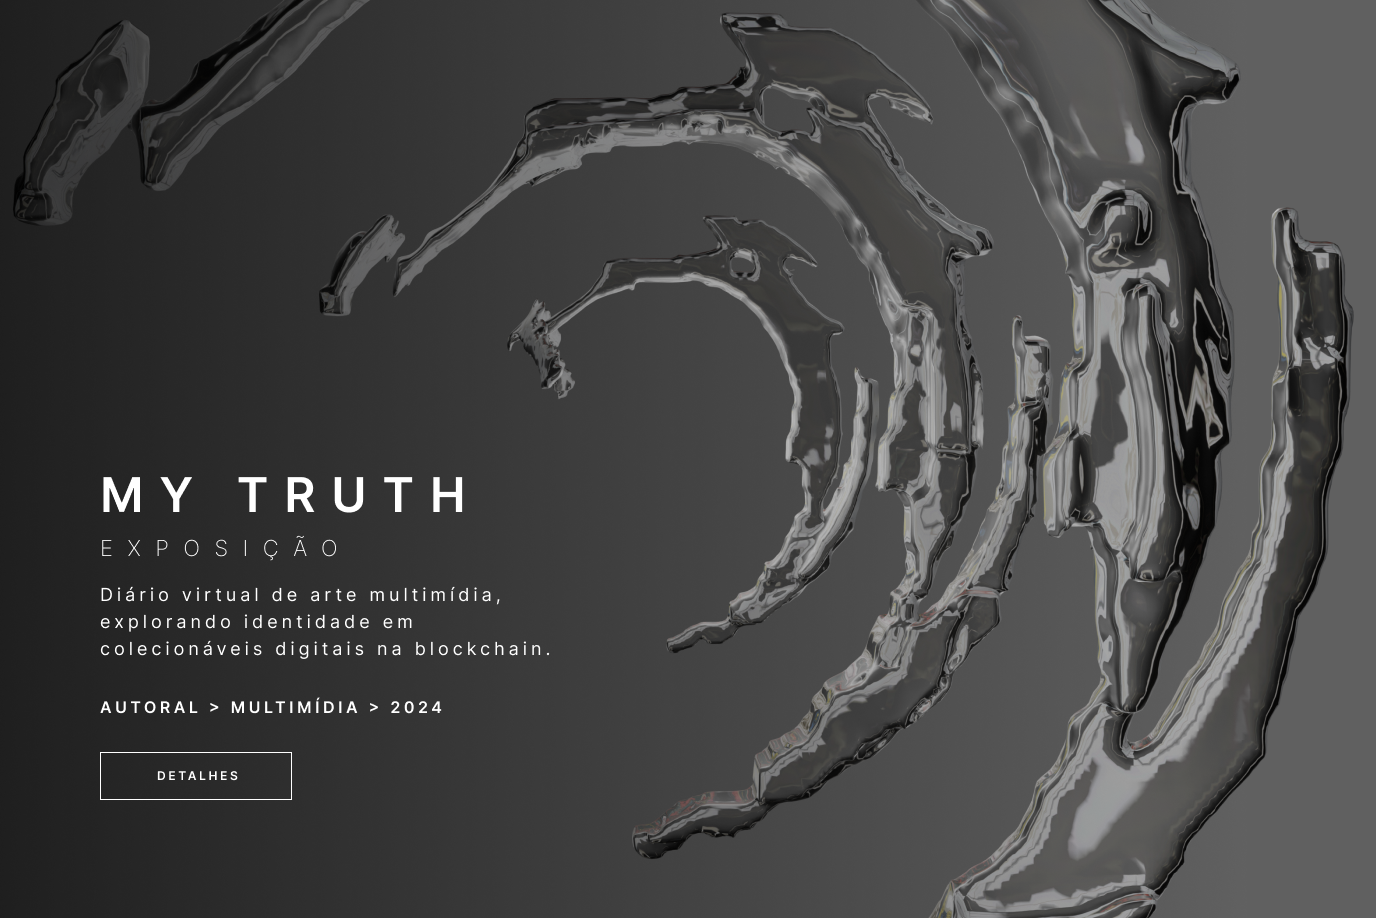 MY TRUTH
EXPOSIÇÃO
Diário virtual de arte multimídia,
explorando identidade em
colecionáveis digitais na blockchain.
AUTORAL > MULTIMÍDIA > 2024
DETALHES